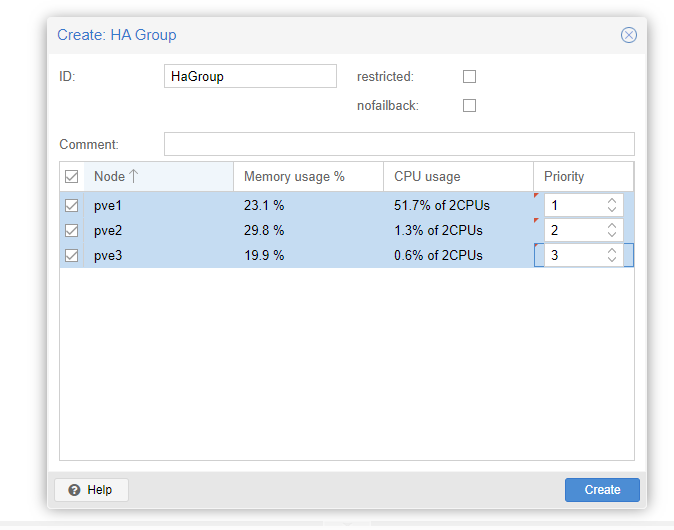 Create: HA Group
ID: HaGroup restricted:
nofailback:
Comment:
Node Memory usage % CPU usage Priority
pve1 23.1 % 51.7% of 2CPUs 1
pve2 29.8 % 1.3% of 2CPUs 2
pve3 19.9 % 0.6% of 2CPUs 3
Help Create